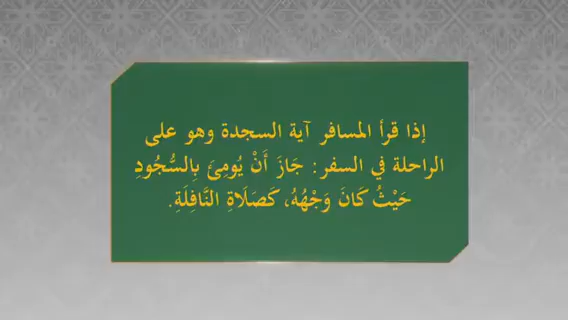 إذا قرأ المسافر آية السجدة وهو على
الراحلة في السفر: جَازَ أَنْ يُومِئَ بِالسُّجُودِ
حَيْثُ كَانَ وَجْهُهُ، كَصَلَاةِ النَّافِلَةِ.